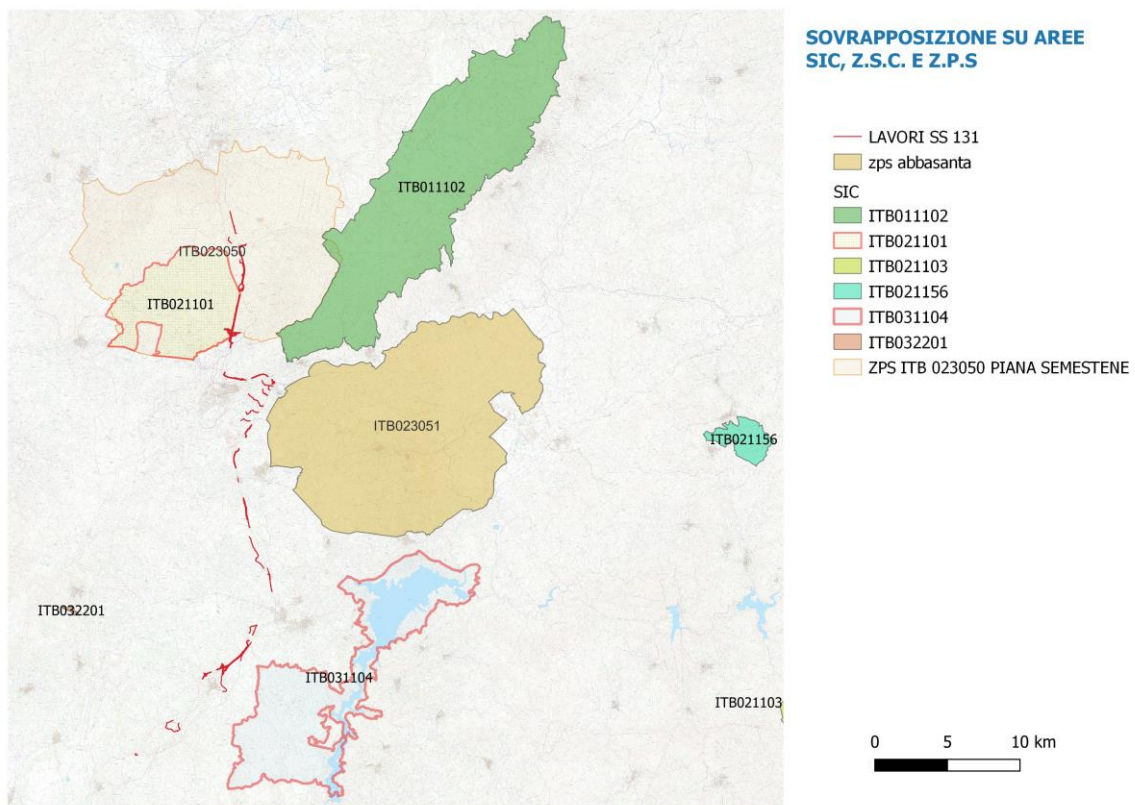 SOVRAPPOSIZIONE SU AREE
SIC, Z.S.C. E Z.P.S
LAVORI SS 131
zps abbasanta
SIC
ITB011102
ITB021101
ITB021103
ITB021156
ITB031104
ITB032201
ZPS ITB 023050 PIANA SEMESTENE
ITB011102
ITB023050
ITB021101
ITB023051
ITB021156
ITB032201
ITB031104
ITB021103
0 5 10 km